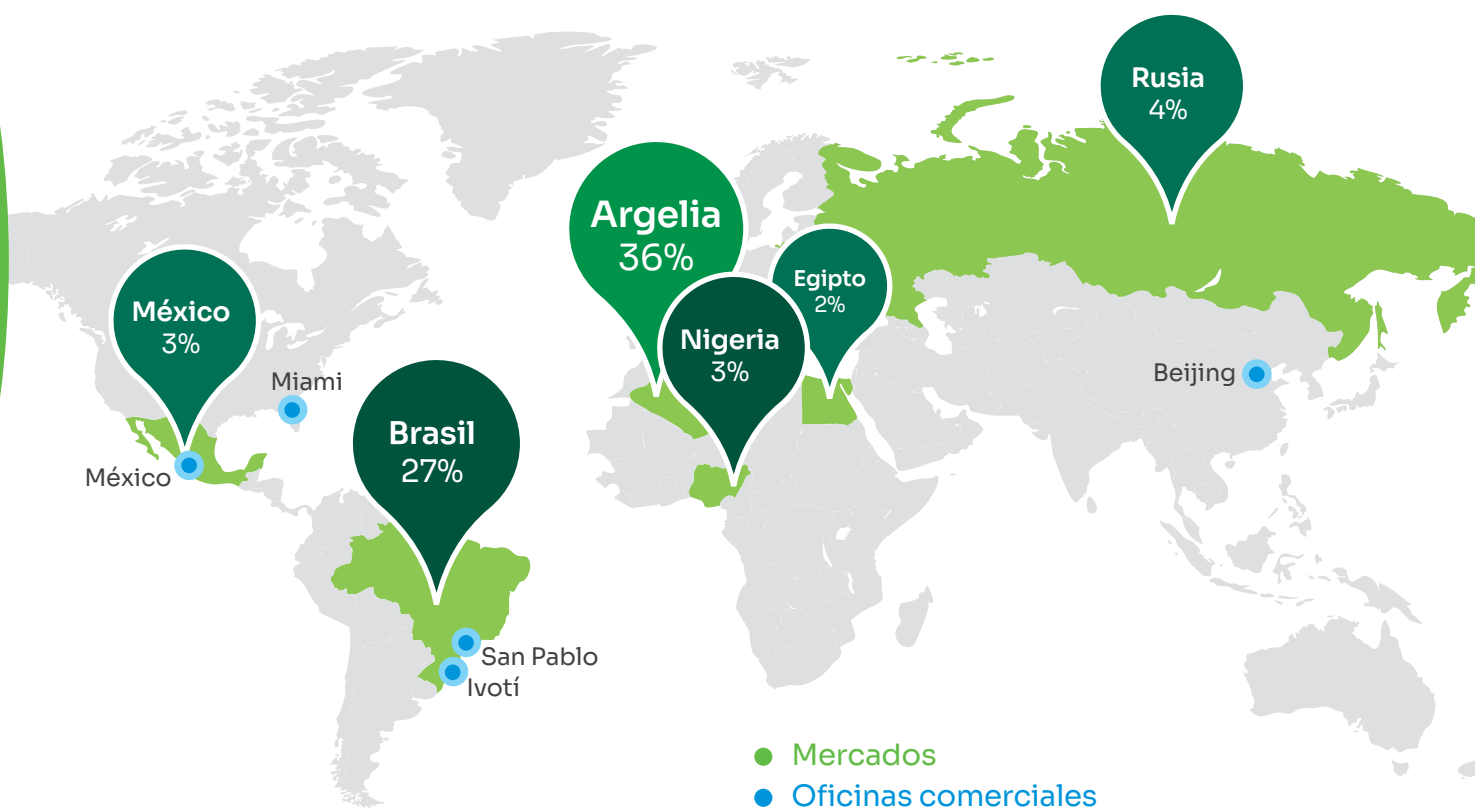 Rusia
4%
Argelia
36%
Egipto
2%
México
3%
Nigeria
3%
Miami
Beijing
Brasil
27%
México
San Pablo
Ivotí
Mercados
Oficinas comerciales